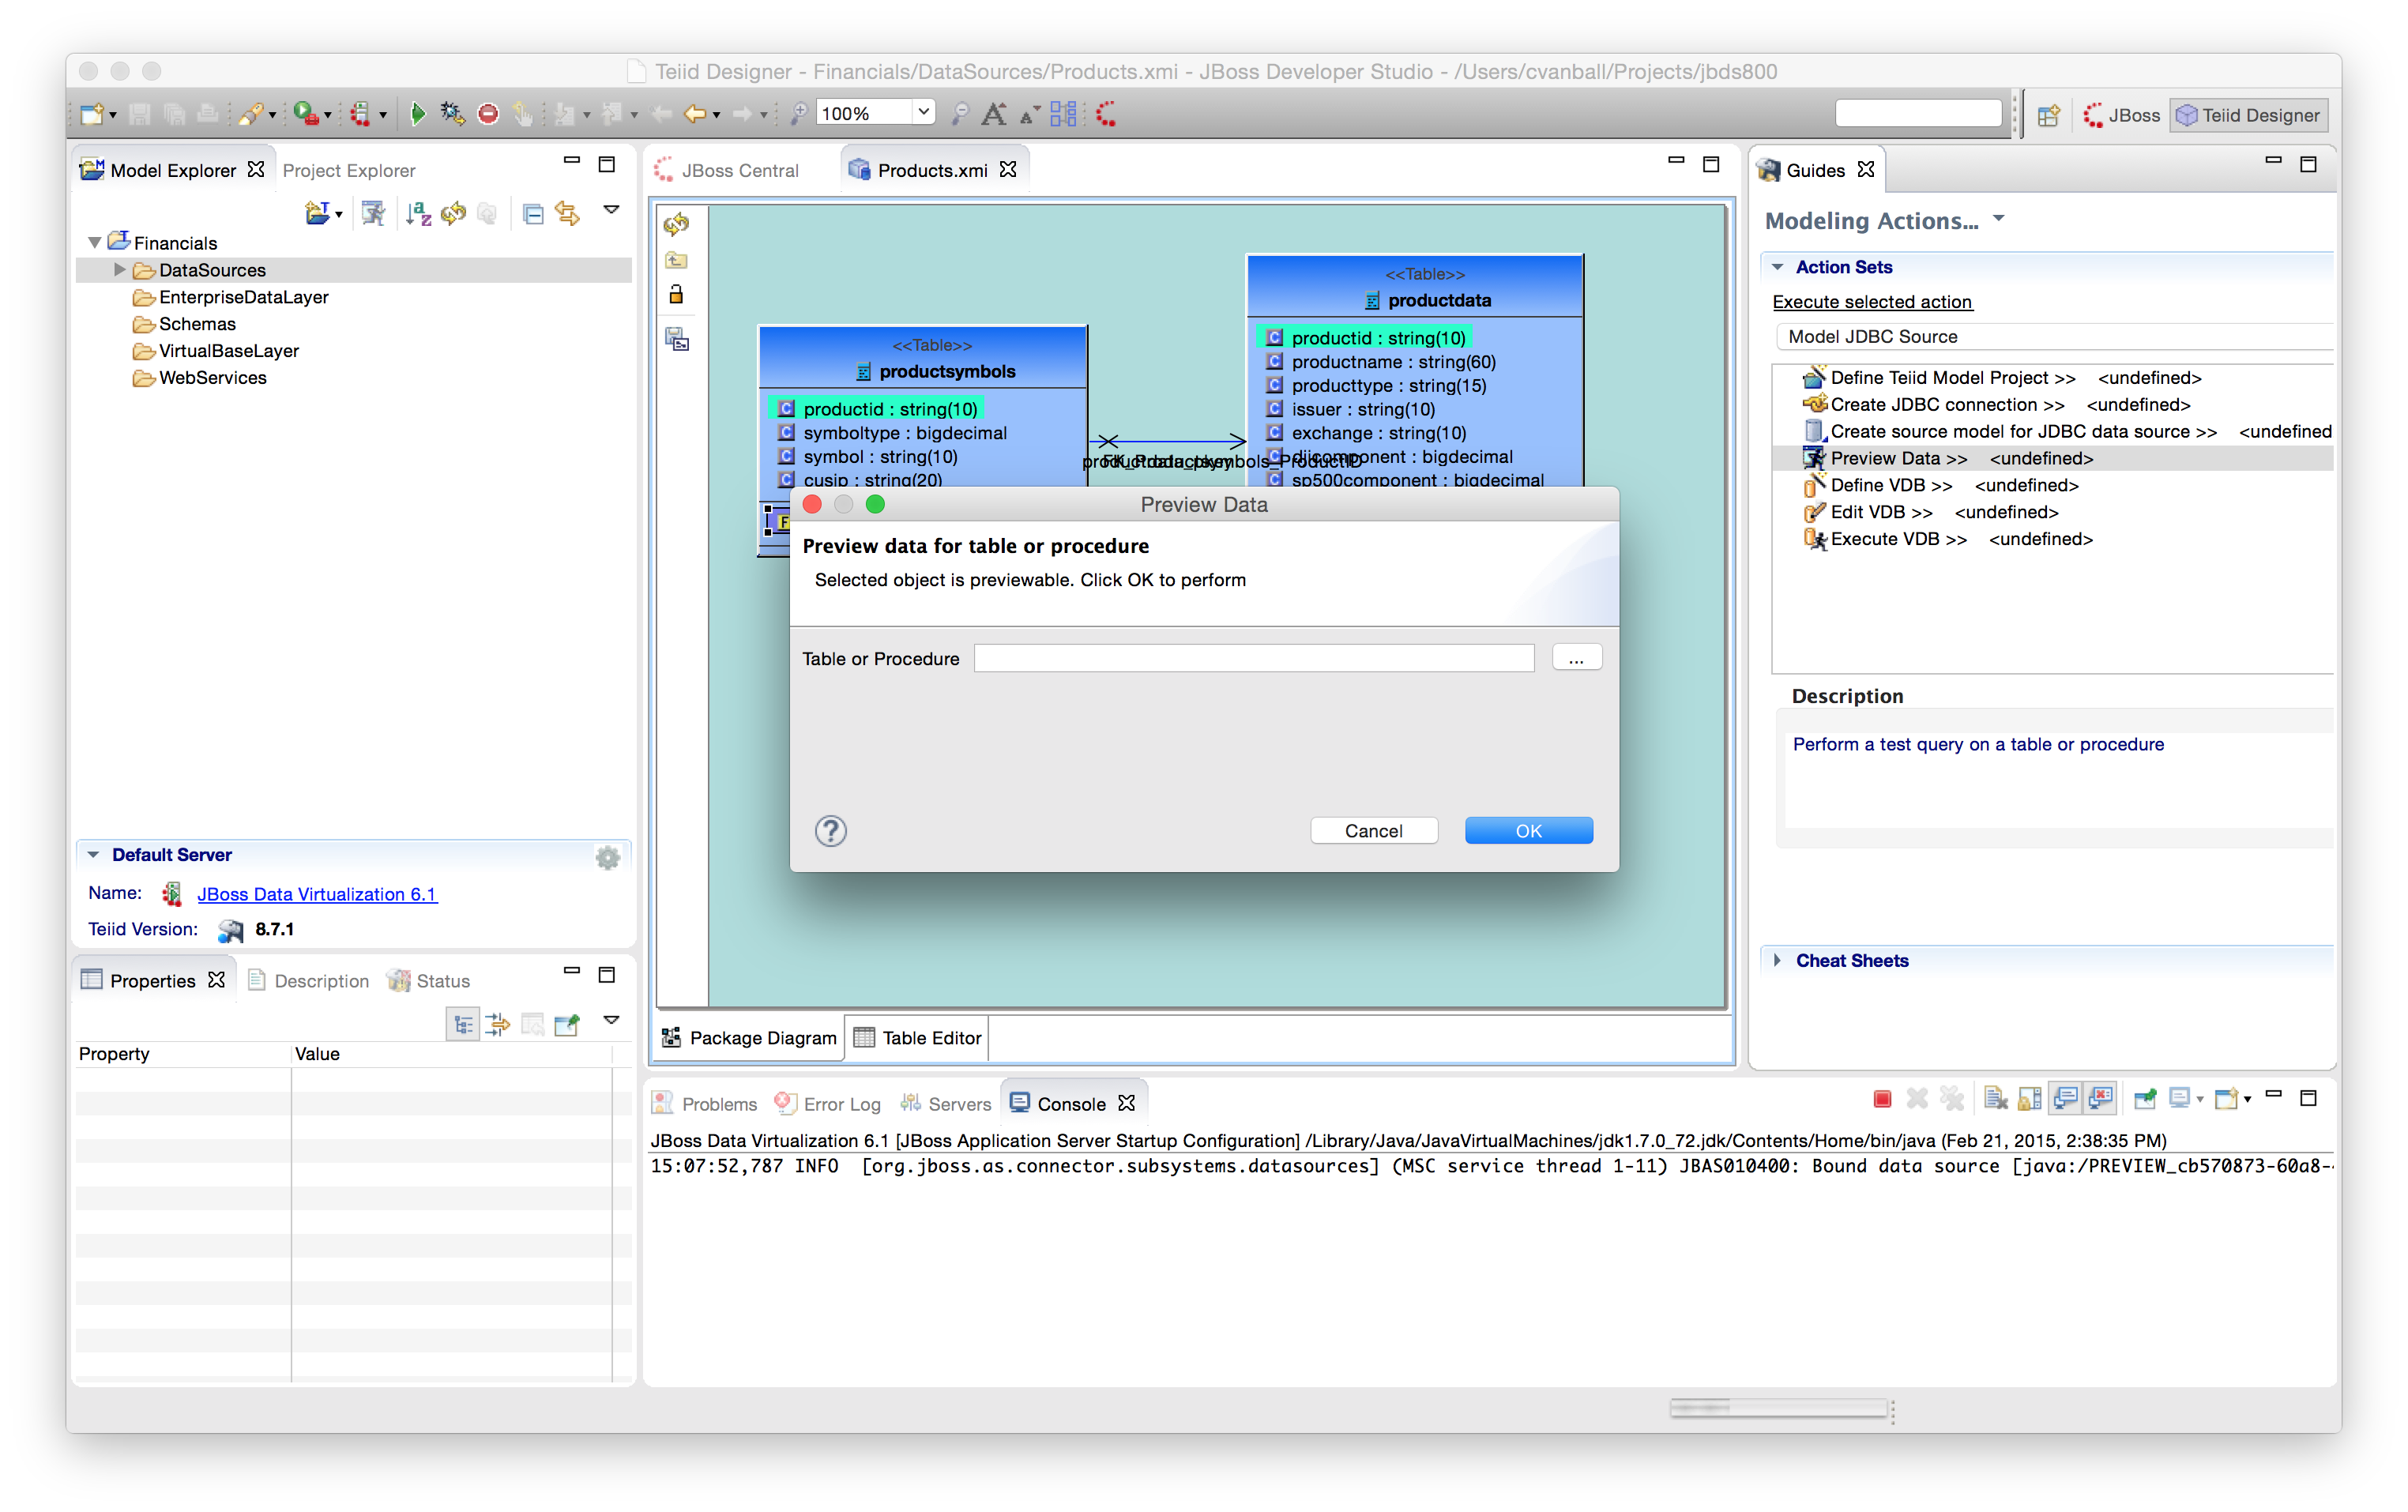 Teiid Designer - Financials/DataSources/Products.xmi - JBoss Developer Studio - /Users/cvanball/Projects/jbds800
100%
JBoss
Teiid Designer
Model Explorer
Project Explorer
Financials
DataSources
EnterpriseDataLayer
Schemas
VirtualBaseLayer
WebServices
Default Server
Name:
JBoss Data Virtualization 6.1
Teiid Version:
8.7.1
Properties
Description
Status
Property
Value
JBoss Central
Products.xmi
<<Table>>
productsymbols
productid : string(10)
symboltype : bigdecimal
symbol : string(10)
cusip : string(20)
<<Table>>
productdata
productid : string(10)
productname : string(60)
producttype : string(15)
issuer : string(10)
exchange : string(10)
djicomponent : bigdecimal
sp500component : bigdecimal
Preview Data
Preview data for table or procedure
Selected object is previewable. Click OK to perform
Table or Procedure
...
?
Cancel
OK
Package Diagram
Table Editor
Guides
Modeling Actions...
Action Sets
Execute selected action
Model JDBC Source
Define Teiid Model Project >> <undefined>
Create JDBC connection >> <undefined>
Create source model for JDBC data source >> <undefined
Preview Data >> <undefined>
Define VDB >> <undefined>
Edit VDB >> <undefined>
Execute VDB >> <undefined>
Description
Perform a test query on a table or procedure
Cheat Sheets
Problems
Error Log
Servers
Console
JBoss Data Virtualization 6.1 [JBoss Application Server Startup Configuration] /Library/Java/JavaVirtualMachines/jdk1.7.0_72.jdk/Contents/Home/bin/java (Feb 21, 2015, 2:38:35 PM)
15:07:52,787 INFO [org.jboss.as.connector.subsystems.datasources] (MSC service thread 1-11) JBAS010400: Bound data source [java:/PREVIEW_cb570873-60a8-